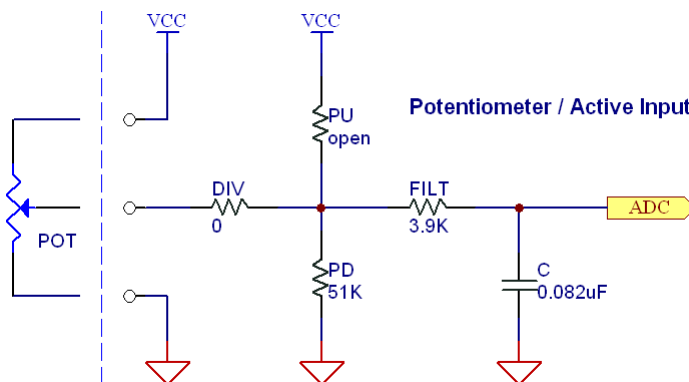 VCC
VCC
PU
open
Potentiometer / Active Input
DIV
0
FILT
3.9K
ADC
POT
PD
51K
C
0.082uF